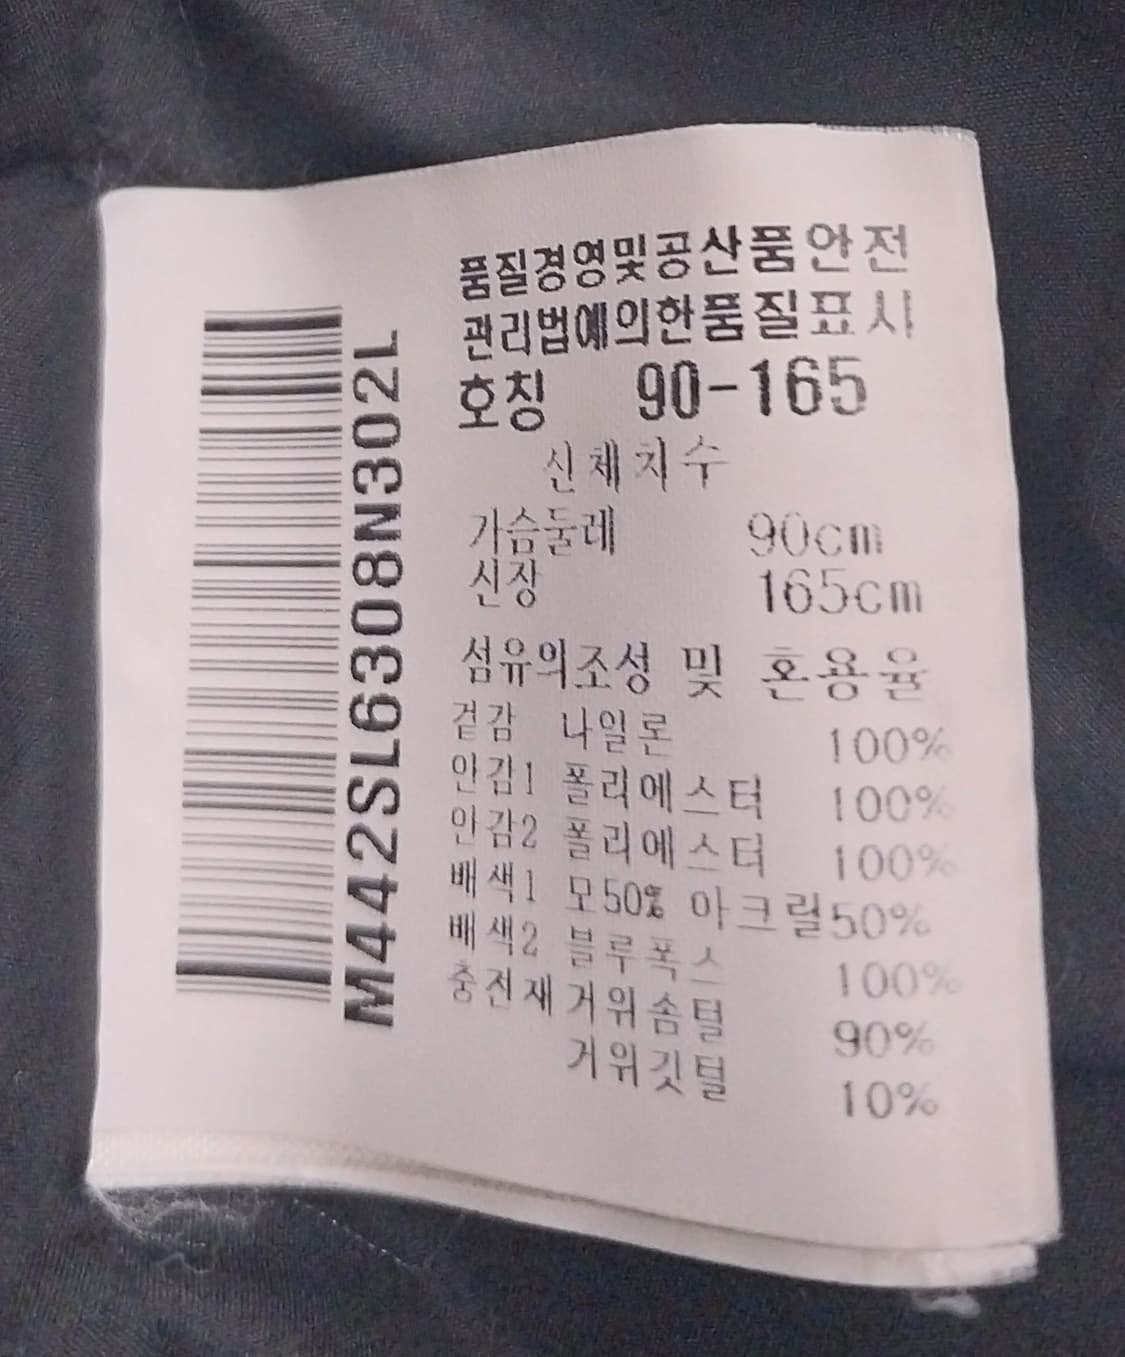 품질경영및공산품안전
관리법에의한품질표시
호칭 90-165
신체치수
가슴둘레 90cm
신장 165cm
섬유의조성 및 혼용율
겉감 나일론 100%
안감1 폴리에스터 100%
안감2 폴리에스터 100%
배색1 모50% 아크릴50%
배색2 블루폭스 100%
충전재 거위솜털 90%
거위깃털 10%
M442SL6308N302L